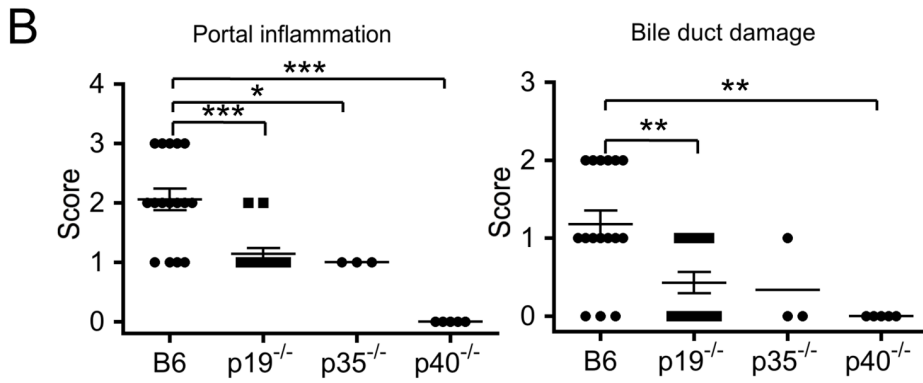 B
Portal inflammation
***
*
***
4
3
2
1
0
Score
B6 p19-/- p35-/- p40-/-
Bile duct damage
**
**
3
2
1
0
Score
B6 p19-/- p35-/- p40-/-